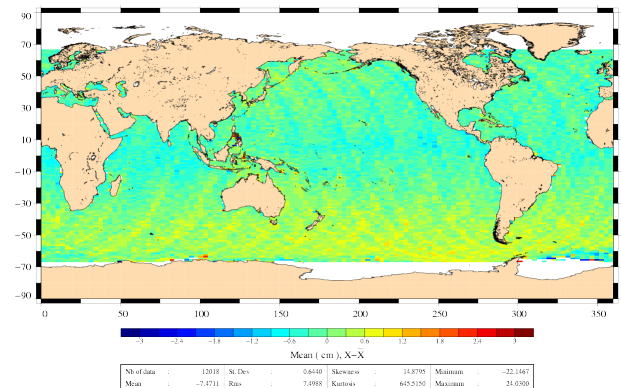 90
70
50
30
10
−10
−30
−50
−70
−90
0 50 100 150 200 250 300 350
−3 −2.4 −1.8 −1.2 −0.6 0 0.6 1.2 1.8 2.4 3
Mean ( cm ), X−X̄
Nb of data : 12018 St. Dev : 0.6440 Skewness : 14.8795 Minimum : −22.1467
Mean : −7.4711 Rms : 7.4988 Kurtosis : 645.5150 Maximum : 24.0300